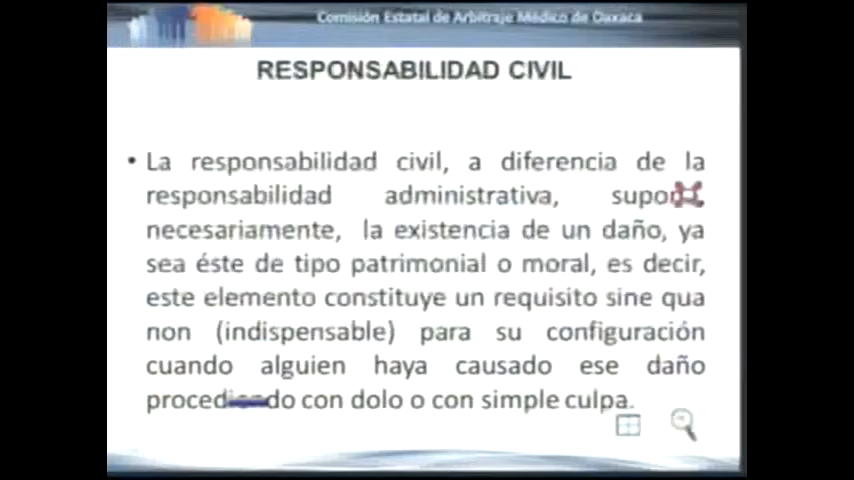 Comisión Estatal de Arbitraje Médico de Oaxaca
RESPONSABILIDAD CIVIL
• La responsabilidad civil, a diferencia de la
responsabilidad administrativa,
necesariamente, la existencia de un daño, ya
sea éste de tipo patrimonial o moral, es decir,
este elemento constituye un requisito sine qua
non (indispensable) para su configuración
cuando alguien haya causado ese daño
procediendo con dolo o con simple culpa.